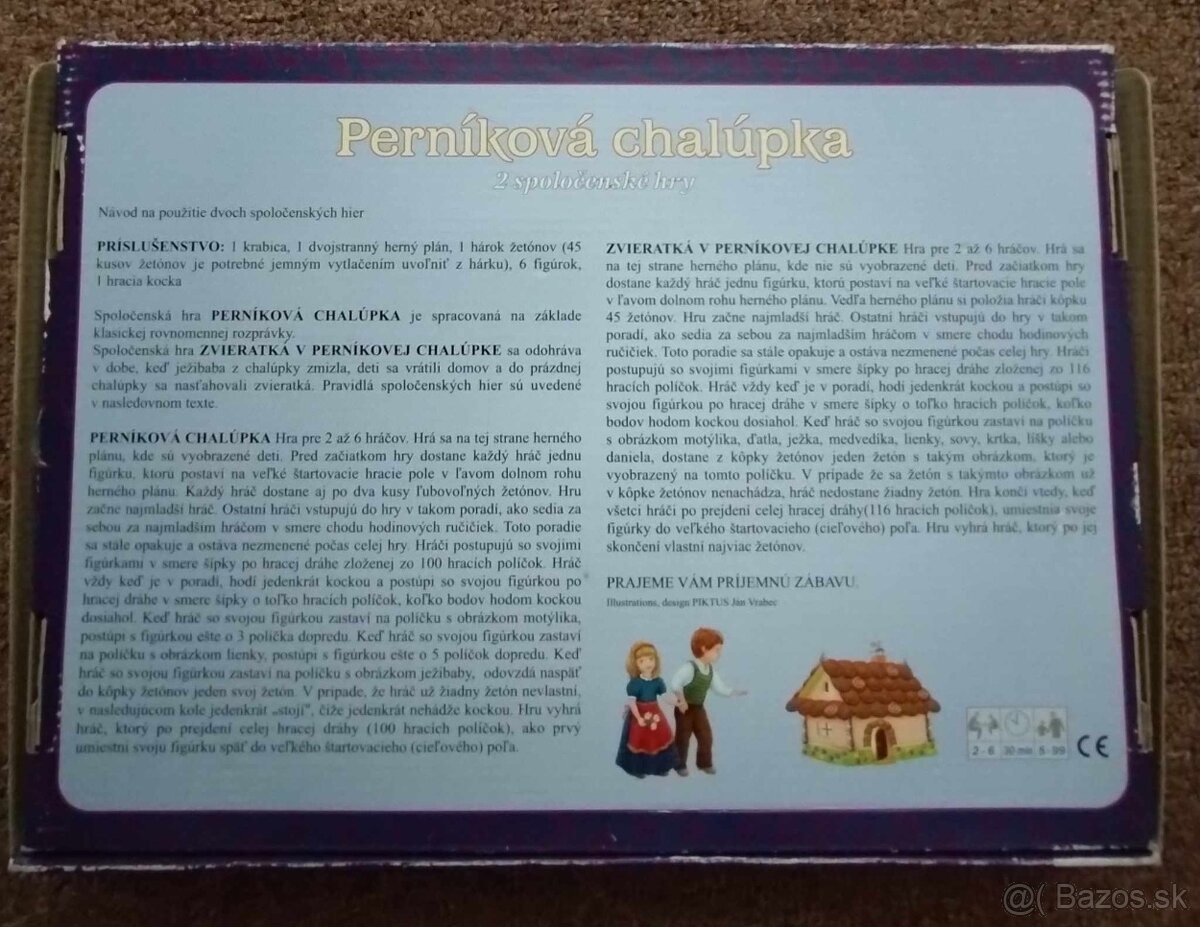 Perníková chalúpka
2 spoločenské hry
Návod na použitie dvoch spoločenských hier
PRÍSLUŠENSTVO: 1 krabica, 1 dvojstranný herný plán, 1 hárok žetónov (45
kusov žetónov je potrebné jemným vytlačením uvoľniť z hárku), 6 figúrok,
1 hracia kocka
Spoločenská hra PERNÍKOVÁ CHALÚPKA je spracovaná na základe
klasickej rovnomennej rozprávky.
Spoločenská hra ZVIERATKÁ V PERNÍKOVEJ CHALÚPKE sa odohráva
v dobe, keď ježibaba z chalúpky zmizla, deti sa vrátili domov a do prázdnej
chalúpky sa nasťahovali zvieratká. Pravidlá spoločenských hier sú uvedené
v nasledovnom texte.
PERNÍKOVÁ CHALÚPKA Hra pre 2 až 6 hráčov. Hrá sa na tej strane herného
plánu, kde sú vyobrazené deti. Pred začiatkom hry dostane každý hráč jednu
figúrku, ktorú postaví na veľké štartovacie hracie pole v ľavom dolnom rohu
herného plánu. Každý hráč dostane aj po dva kusy ľubovoľných žetónov. Hru
začne najmladší hráč. Ostatní hráči vstupujú do hry v takom poradí, ako sedia za
sebou za najmladším hráčom v smere chodu hodinových ručičiek. Toto poradie
sa stále opakuje a ostáva nezmenené počas celej hry. Hráči postupujú so svojimi
figúrkami v smere šípky po hracej dráhe zloženej zo 100 hracích políčok. Hráč
vždy keď je v poradí, hodí jedenkrát kockou a postúpi so svojou figúrkou po
hracej dráhe v smere šípky o toľko hracích políčok, koľko bodov hodom kockou
dosiahol. Keď hráč so svojou figúrkou zastaví na políčku s obrázkom motýlika,
postúpi s figúrkou ešte o 3 políčka dopredu. Keď hráč so svojou figúrkou zastaví
na políčku s obrázkom lienky, postúpi s figúrkou ešte o 5 políčok dopredu. Keď
hráč so svojou figúrkou zastaví na políčku s obrázkom ježibaby, odovzdá naspäť
do kôpky žetónov jeden svoj žetón. V prípade, že hráč už žiadny žetón nevlastní,
v nasledujúcom kole jedenkrát „stojí", čiže jedenkrát nehádže kockou. Hru vyhrá
hráč, ktorý po prejdení celej hracej dráhy (100 hracích políčok), ako prvý
umiestni svoju figúrku späť do veľkého štartovacieho (cieľového) poľa.
ZVIERATKÁ V PERNÍKOVEJ CHALÚPKE Hra pre 2 až 6 hráčov. Hrá sa
na tej strane herného plánu, kde nie sú vyobrazené deti. Pred začiatkom hry
dostane každý hráč jednu figúrku, ktorú postaví na veľké štartovacie hracie pole
v ľavom dolnom rohu herného plánu. Vedľa herného plánu si položia hráči kôpku
45 žetónov. Hru začne najmladší hráč. Ostatní hráči vstupujú do hry v takom
poradí, ako sedia za sebou za najmladším hráčom v smere chodu hodinových
ručičiek. Toto poradie sa stále opakuje a ostáva nezmenené počas celej hry. Hráči
postupujú so svojimi figúrkami v smere šípky po hracej dráhe zloženej zo 116
hracích políčok. Hráč vždy keď je v poradí, hodí jedenkrát kockou a postúpi so
svojou figúrkou po hracej dráhe v smere šípky o toľko hracích políčok, koľko
bodov hodom kockou dosiahol. Keď hráč so svojou figúrkou zastaví na políčku
s obrázkom motýlika, ďatla, ježka, medvedíka, lienky, sovy, krtka, líšky alebo
daniela, dostane z kôpky žetónov jeden žetón s takým obrázkom, ktorý je
vyobrazený na tomto políčku. V prípade že sa žetón s takýmto obrázkom už
v kôpke žetónov nenachádza, hráč nedostane žiadny žetón. Hra končí vtedy, keď
všetci hráči po prejdení celej hracej dráhy(116 hracích políčok), umiestnia svoje
figúrky do veľkého štartovacieho (cieľového) poľa. Hru vyhrá hráč, ktorý po jej
skončení vlastní najviac žetónov.
PRAJEME VÁM PRÍJEMNÚ ZÁBAVU.
Illustrations, design PIKTUS Ján Vrabec
2 - 6 30 min 5 - 99 CE
@( Bazos.sk